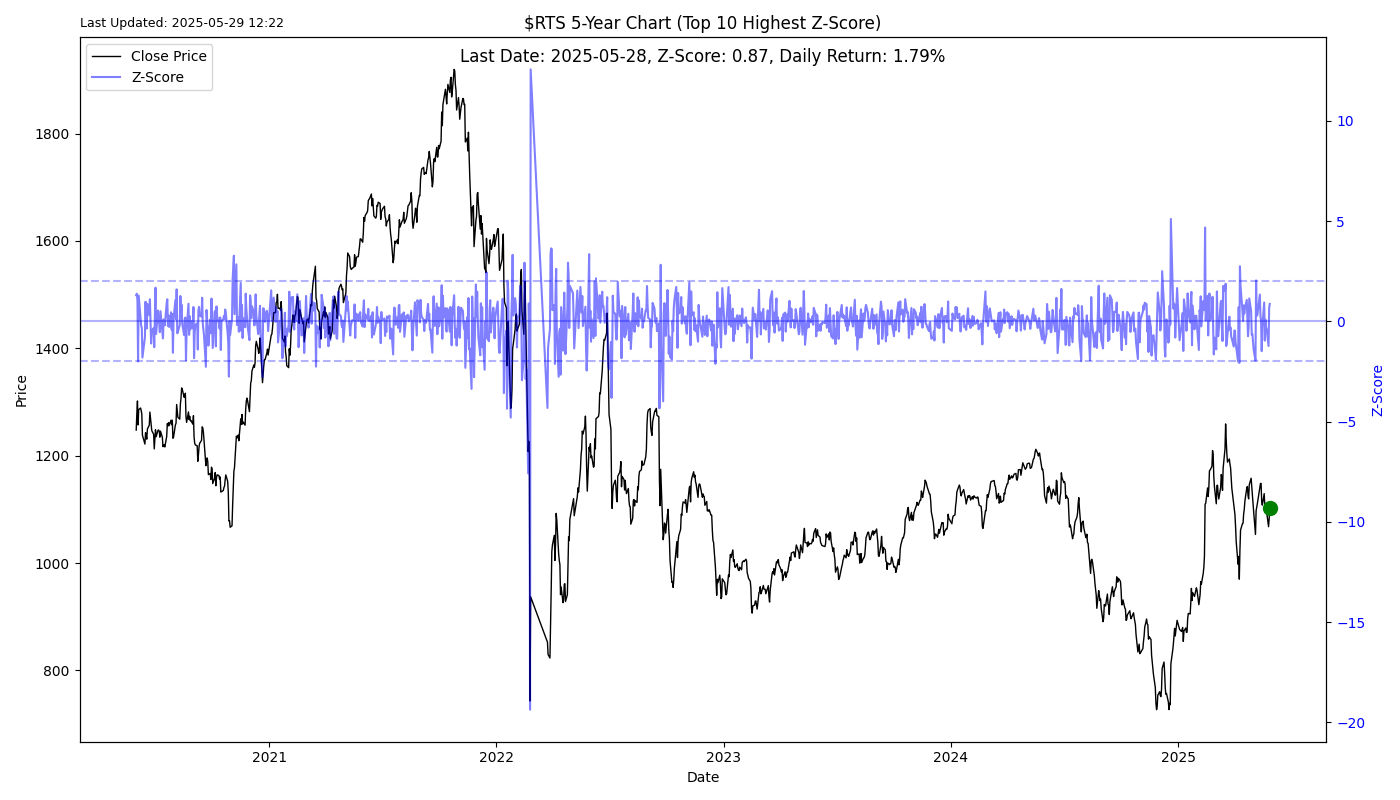 Last Updated: 2025-05-29 12:22
$RTS 5-Year Chart (Top 10 Highest Z-Score)
Last Date: 2025-05-28, Z-Score: 0.87, Daily Return: 1.79%
Close Price
Z-Score
Price
1800
1600
1400
1200
1000
800
10
5
0
−5
−10
−15
−20
Z-Score
2021
2022
2023
2024
2025
Date